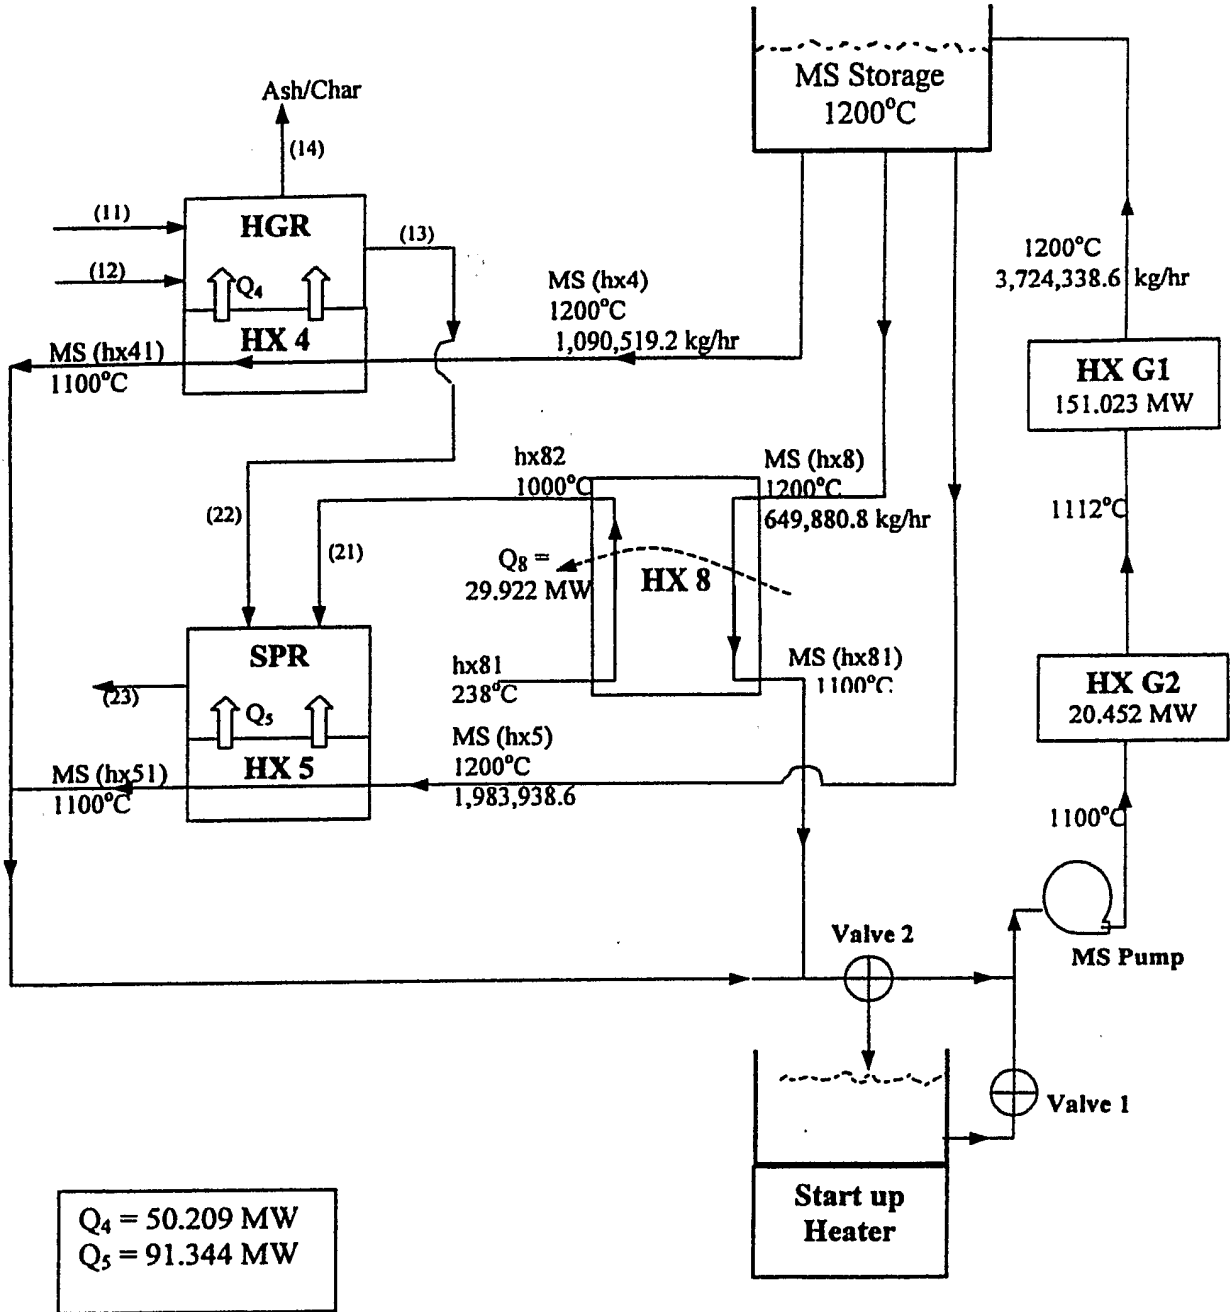 MS Storage
1200°C
Ash/Char
(14)
(11)
HGR
(13)
(12)
Q₄
HX 4
MS (hx4)
1200°C
1,090,519.2 kg/hr
MS (hx41)
1100°C
1200°C
3,724,338.6 kg/hr
HX G1
151.023 MW
hx82
1000°C
MS (hx8)
1200°C
649,880.8 kg/hr
1112°C
(22)
(21)
Q₈ =
29.922 MW
HX 8
SPR
hx81
238°C
MS (hx81)
1100°C
HX G2
20.452 MW
(23)
Q₅
HX 5
MS (hx5)
1200°C
1,983,938.6
MS (hx51)
1100°C
1100°C
Valve 2
MS Pump
Valve 1
Start up
Heater
Q₄ = 50.209 MW
Q₅ = 91.344 MW